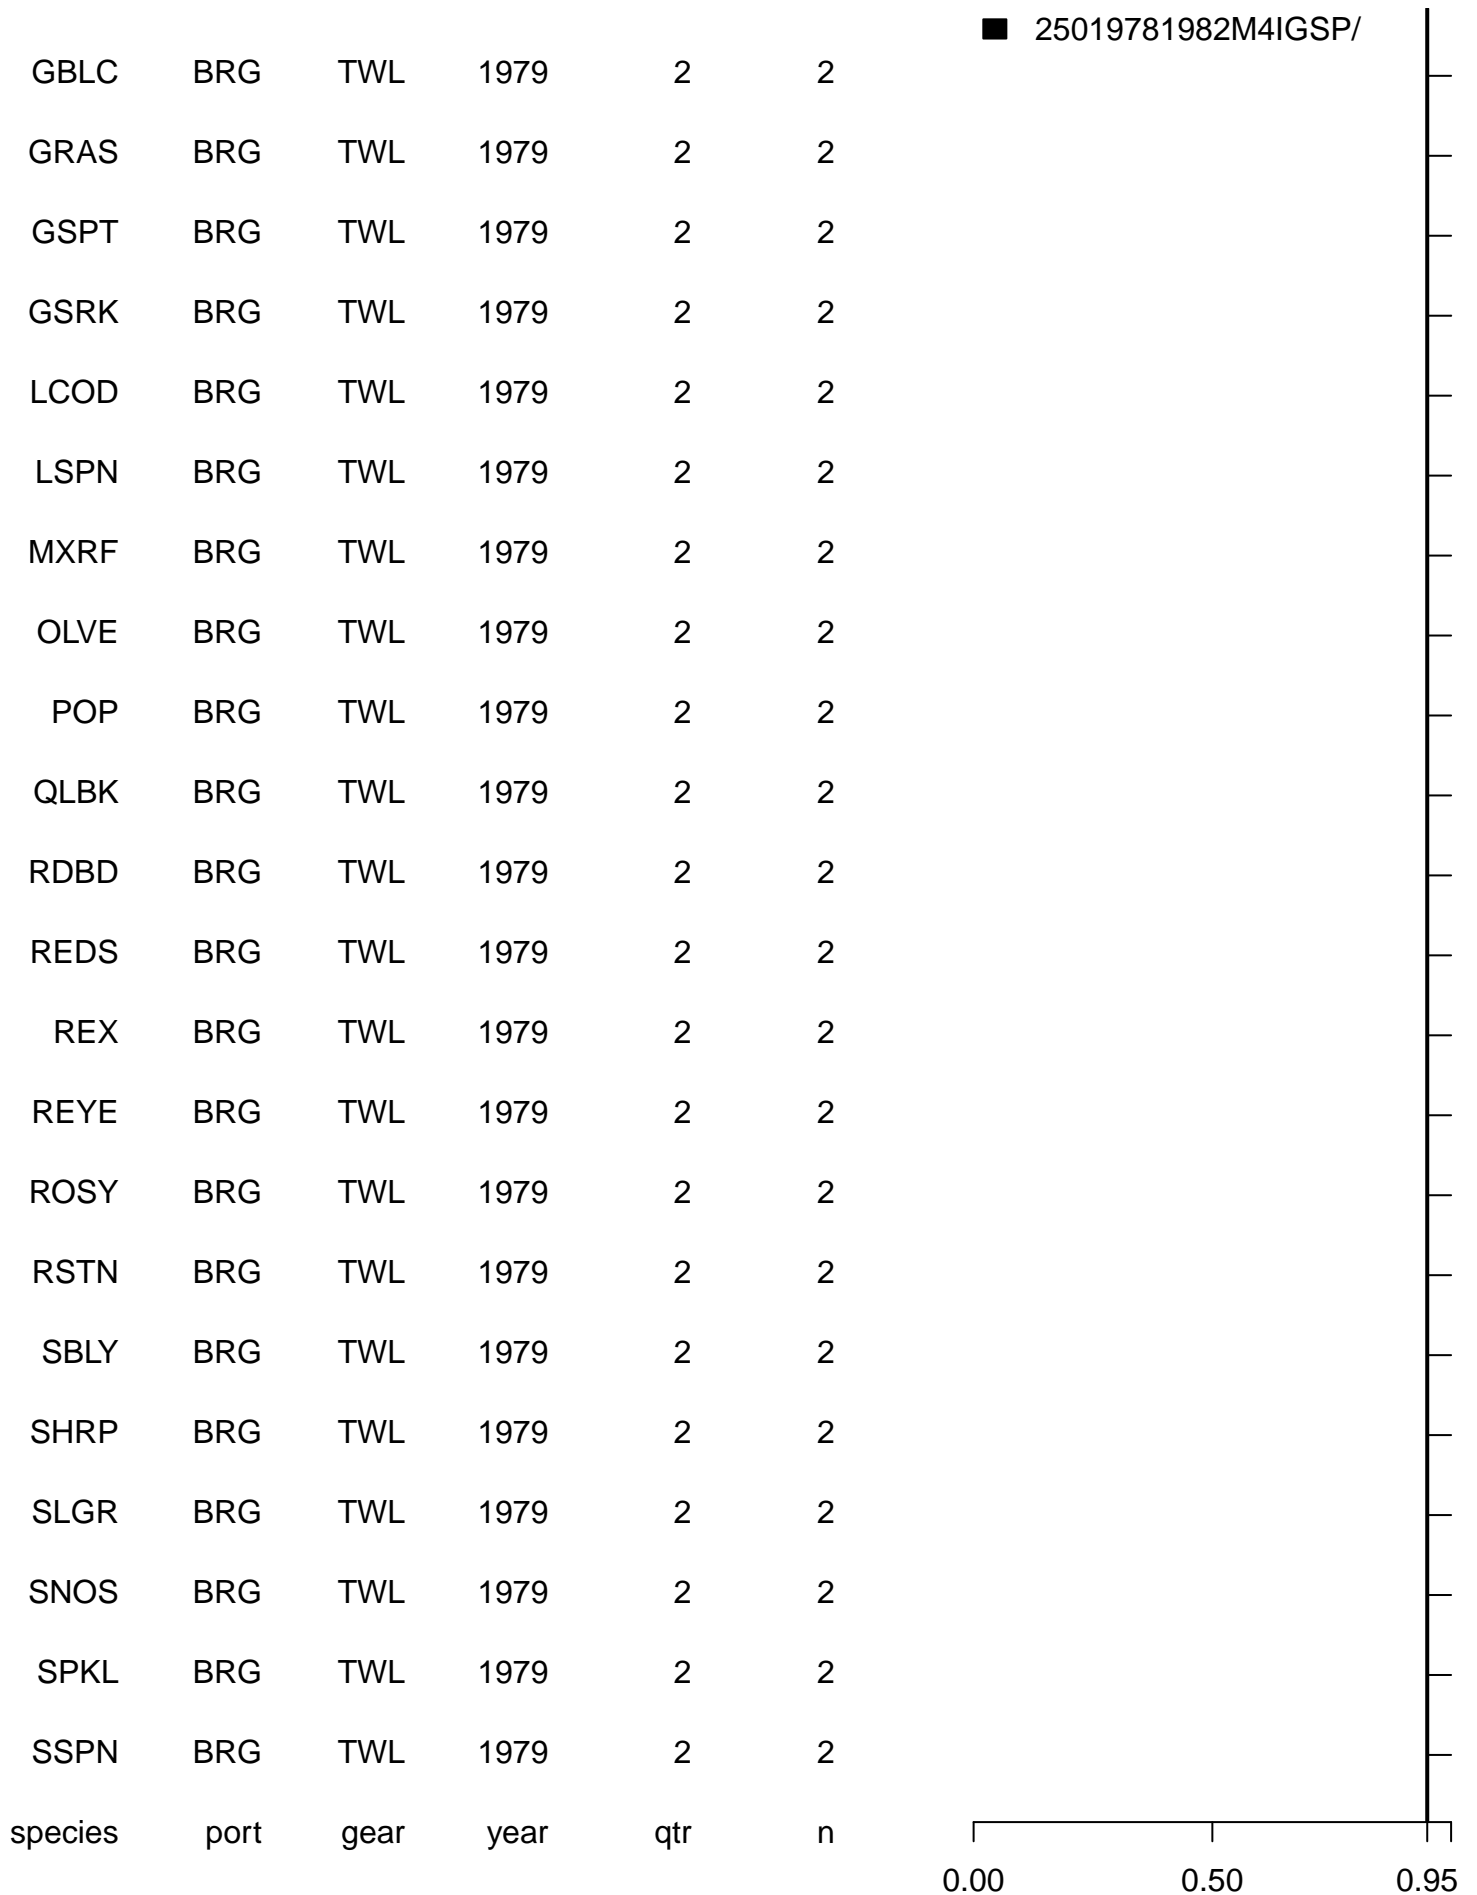 25019781982M4IGSP/
GBLC BRG TWL 1979 2 2
GRAS BRG TWL 1979 2 2
GSPT BRG TWL 1979 2 2
GSRK BRG TWL 1979 2 2
LCOD BRG TWL 1979 2 2
LSPN BRG TWL 1979 2 2
MXRF BRG TWL 1979 2 2
OLVE BRG TWL 1979 2 2
POP BRG TWL 1979 2 2
QLBK BRG TWL 1979 2 2
RDBD BRG TWL 1979 2 2
REDS BRG TWL 1979 2 2
REX BRG TWL 1979 2 2
REYE BRG TWL 1979 2 2
ROSY BRG TWL 1979 2 2
RSTN BRG TWL 1979 2 2
SBLY BRG TWL 1979 2 2
SHRP BRG TWL 1979 2 2
SLGR BRG TWL 1979 2 2
SNOS BRG TWL 1979 2 2
SPKL BRG TWL 1979 2 2
SSPN BRG TWL 1979 2 2
species port gear year qtr n
0.00 0.50 0.95